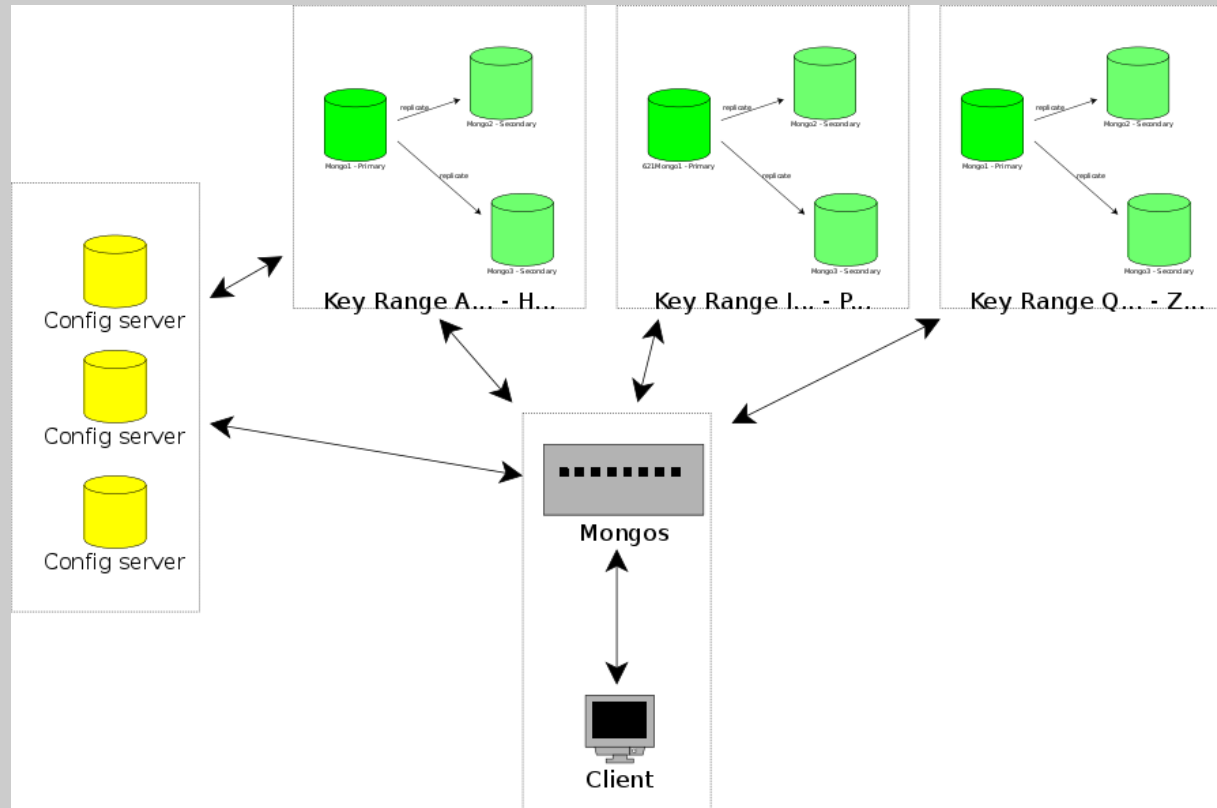 replicate
Mongo2 - Secondary
Mongo1 - Primary
replicate
Mongo3 - Secondary
Key Range A... - H...
replicate
Mongo2 - Secondary
621Mongo1 - Primary
replicate
Mongo3 - Secondary
Key Range I... - P...
replicate
Mongo2 - Secondary
Mongo1 - Primary
replicate
Mongo3 - Secondary
Key Range Q... - Z...
Config server
Config server
Config server
Mongos
Client